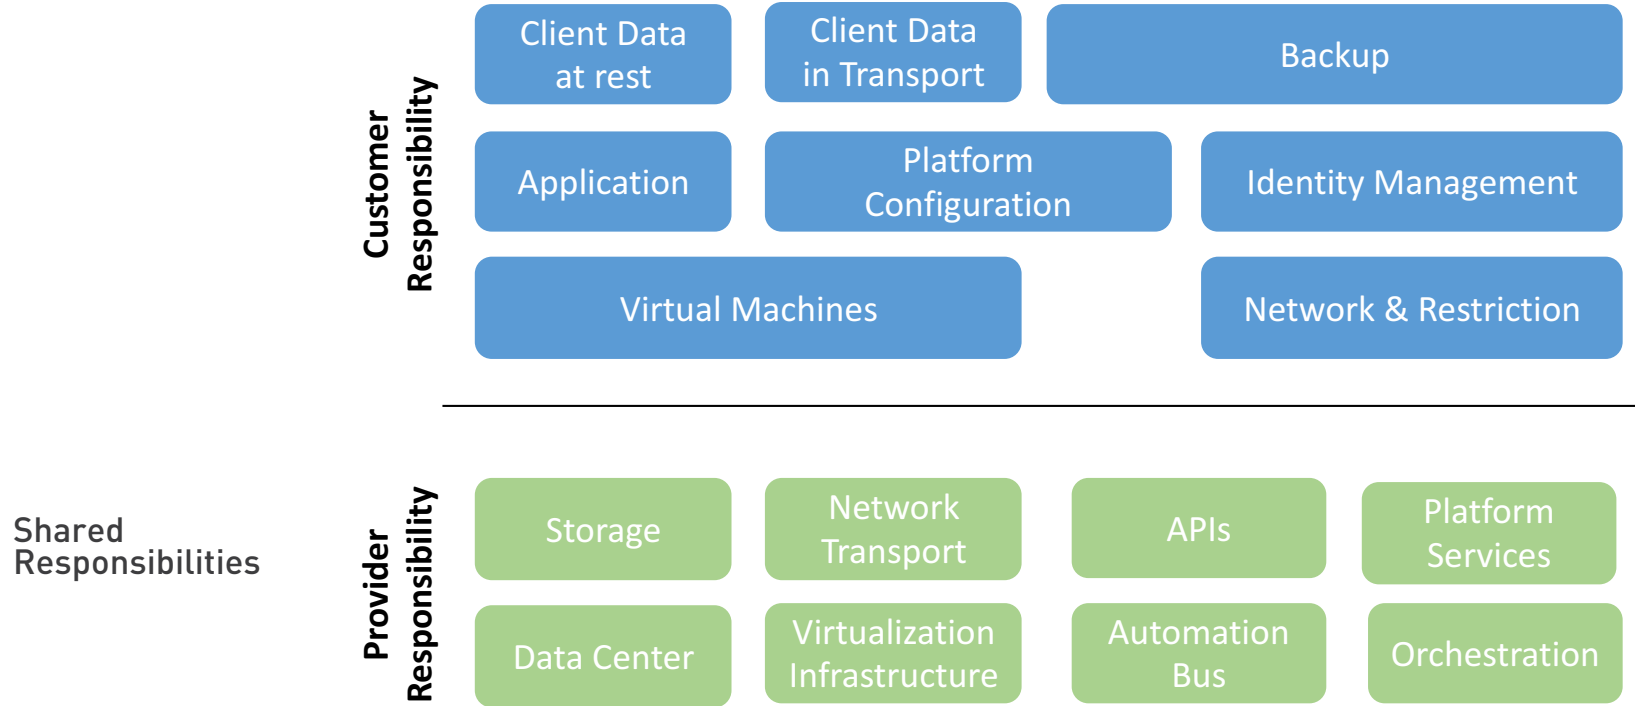 Customer
Responsibility
Client Data
at rest
Client Data
in Transport
Backup
Application
Platform
Configuration
Identity Management
Virtual Machines
Network & Restriction
Shared
Responsibilities
Provider
Responsibility
Storage
Network
Transport
APIs
Platform
Services
Data Center
Virtualization
Infrastructure
Automation
Bus
Orchestration